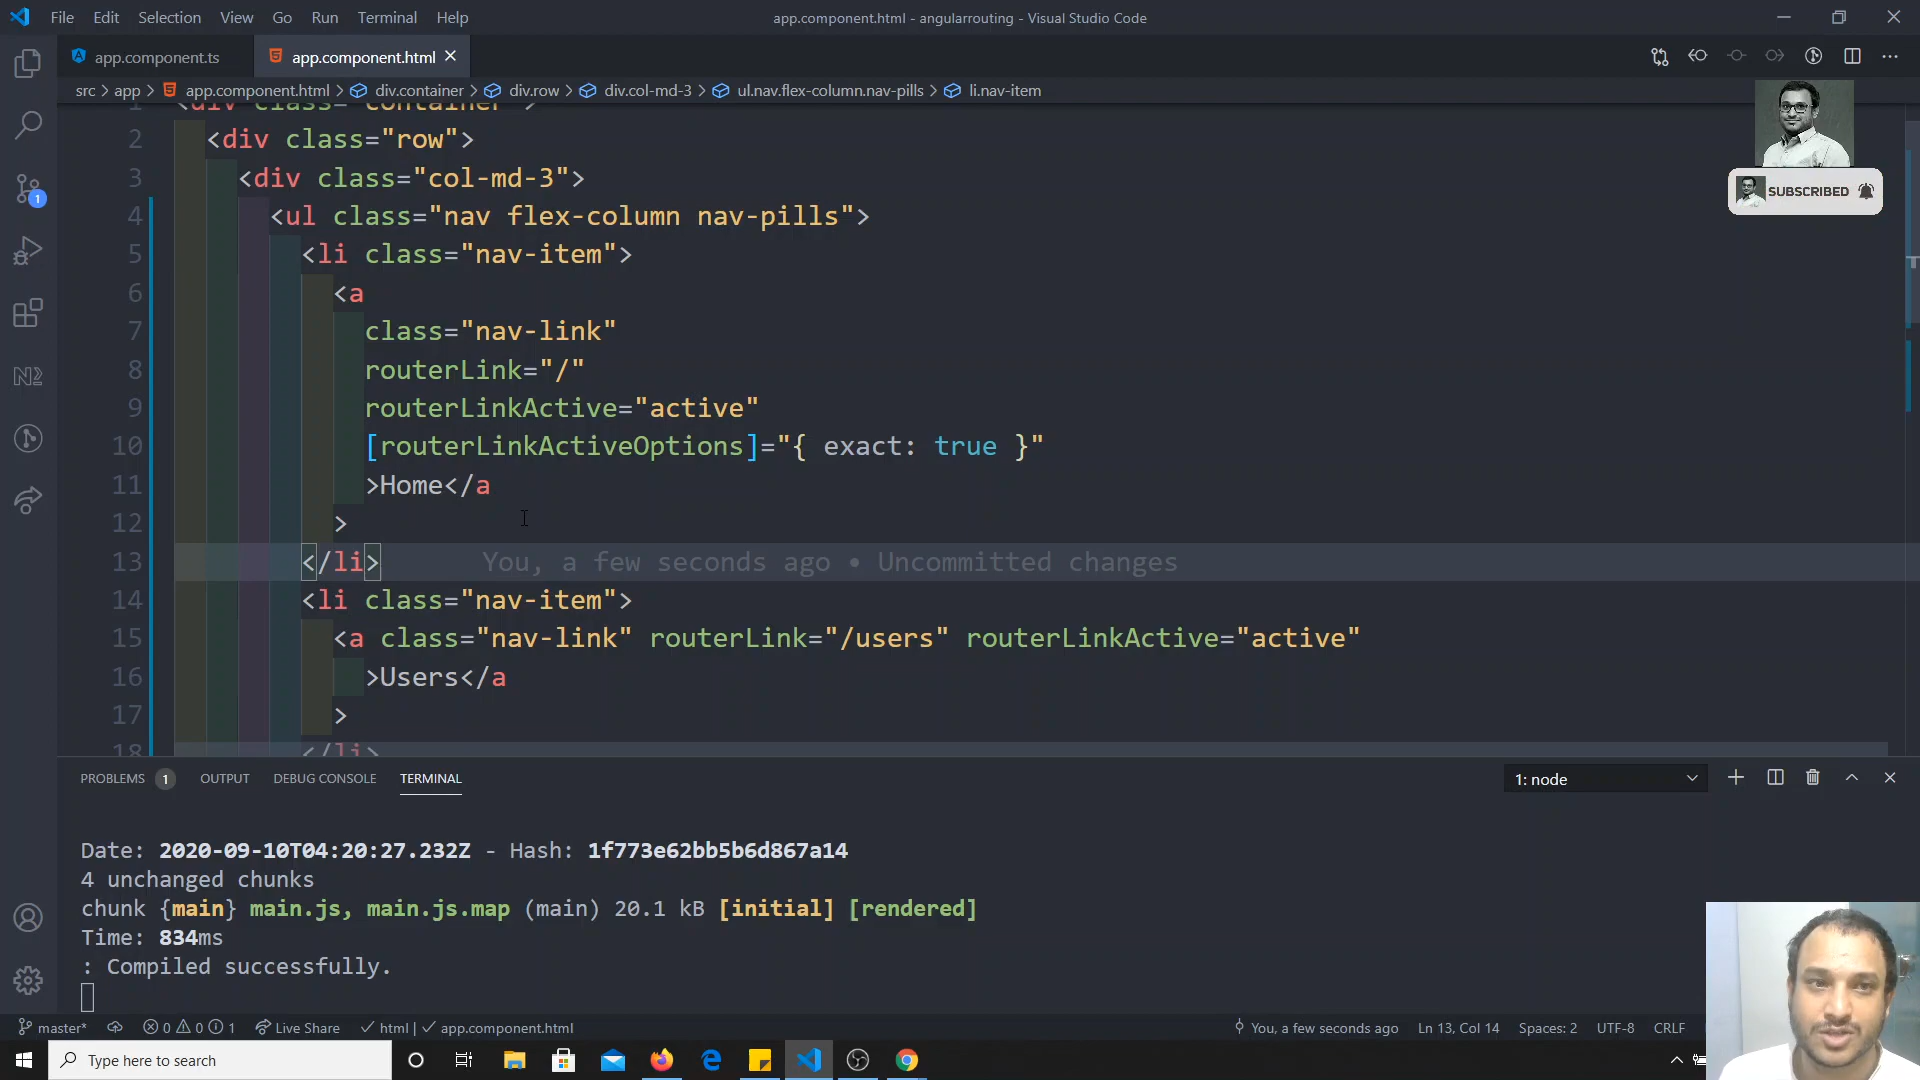 File Edit Selection View Go Run Terminal Help
app.component.html - angularrouting - Visual Studio Code
app.component.ts
app.component.html
src > app > app.component.html > div.container > div.row > div.col-md-3 > ul.nav.flex-column.nav-pills > li.nav-item
1 <div class="container">
2 <div class="row">
3 <div class="col-md-3">
4 <ul class="nav flex-column nav-pills">
5 <li class="nav-item">
6 <a
7 class="nav-link"
8 routerLink="/"
9 routerLinkActive="active"
10 [routerLinkActiveOptions]="{ exact: true }"
11 >Home</a
12 >
13 </li> You, a few seconds ago • Uncommitted changes
14 <li class="nav-item">
15 <a class="nav-link" routerLink="/users" routerLinkActive="active"
16 >Users</a
17 >
18 </li>
SUBSCRIBED
1
PROBLEMS 1 OUTPUT DEBUG CONSOLE TERMINAL
1: node
Date: 2020-09-10T04:20:27.232Z - Hash: 1f773e62bb5b6d867a14
4 unchanged chunks
chunk {main} main.js, main.js.map (main) 20.1 kB [initial] [rendered]
Time: 834ms
: Compiled successfully.
master* 0 0 1 Live Share html | app.component.html
You, a few seconds ago Ln 13, Col 14 Spaces: 2 UTF-8 CRLF
Type here to search